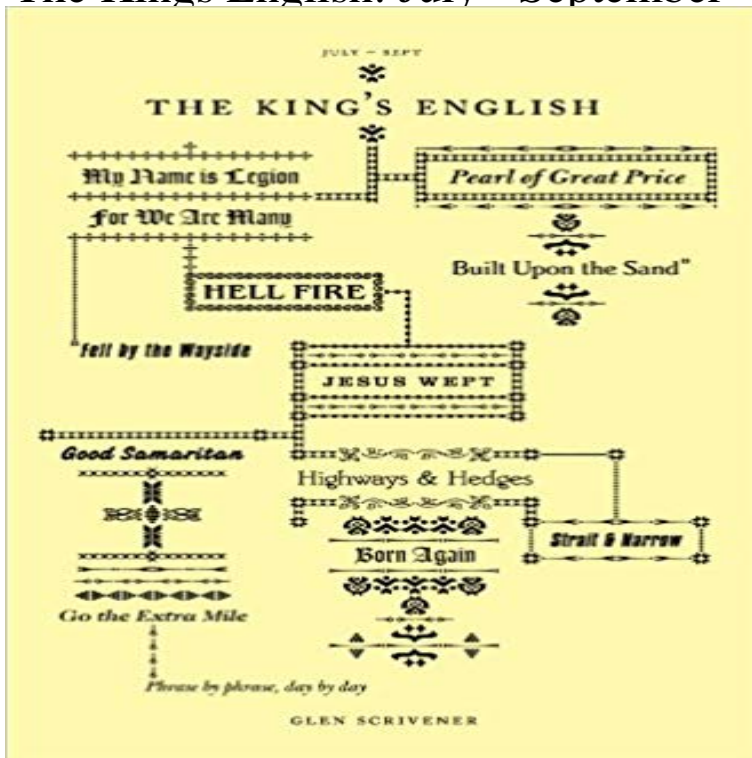 The Kings English: July - September
JULY – SEPT
THE KING'S ENGLISH
My Name is Legion
For We Are Many
Pearl of Great Price
Built Upon the Sand"
HELL FIRE
Fell by the Wayside
JESUS WEPT
Good Samaritan
Highways & Hedges
Strait & Narrow
Born Again
Go the Extra Mile
Phrase by phrase, day by day
GLEN SCRIVENER